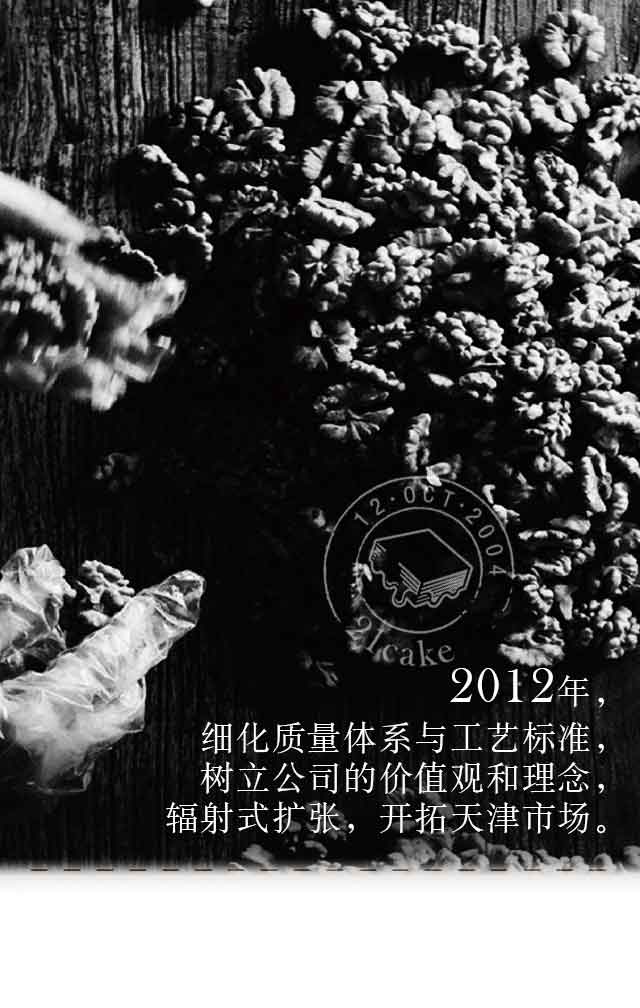 12·OCT·2004
21cake
2012年，
细化质量体系与工艺标准，
树立公司的价值观和理念，
辐射式扩张，开拓天津市场。